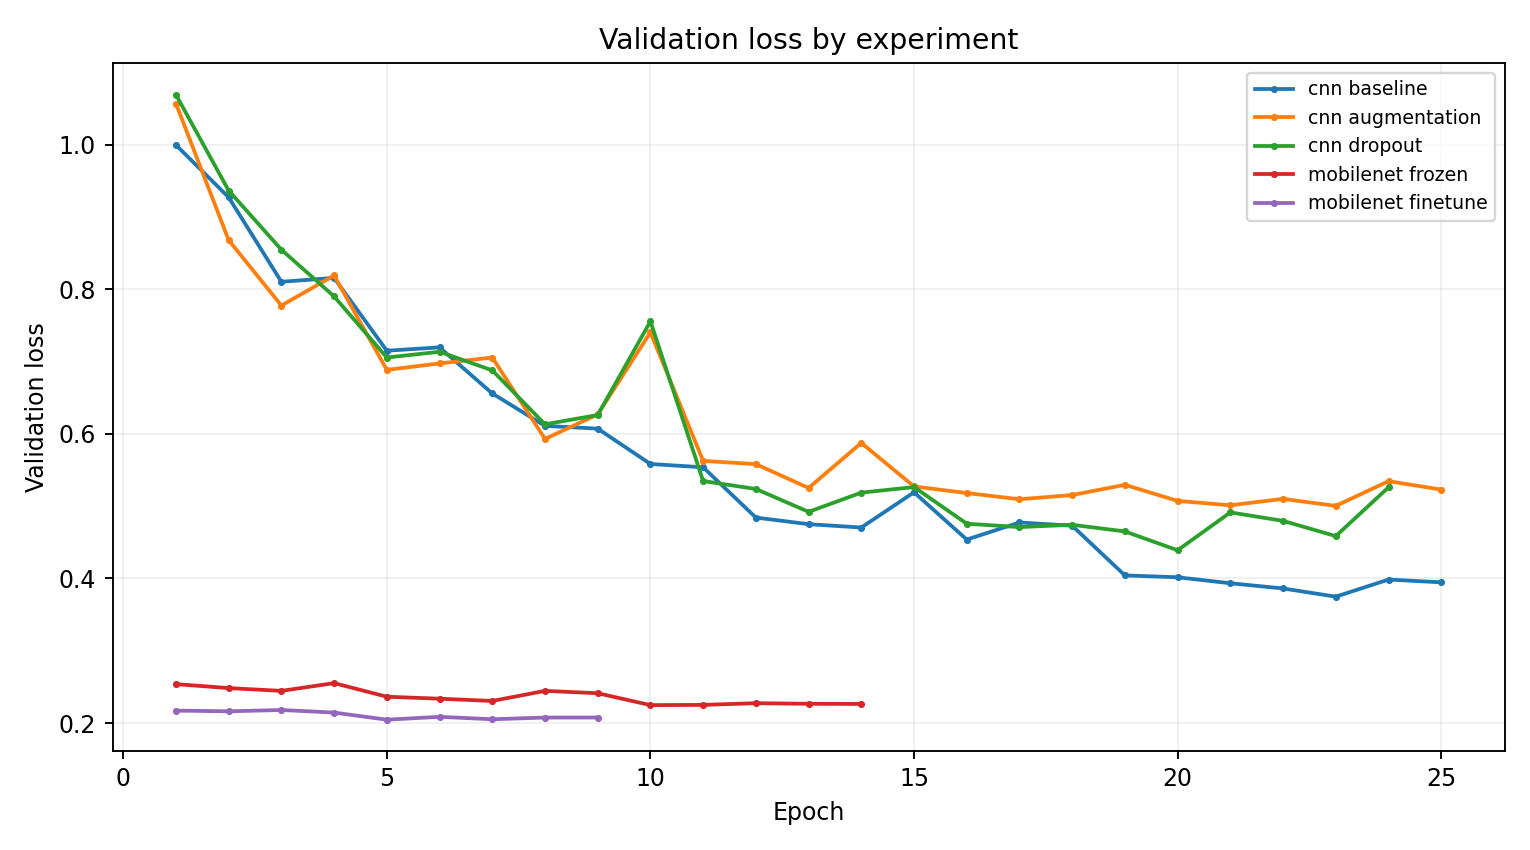 Validation loss by experiment
cnn baseline
cnn augmentation
cnn dropout
mobilenet frozen
mobilenet finetune
Validation loss
1.0
0.8
0.6
0.4
0.2
0 5 10 15 20 25
Epoch